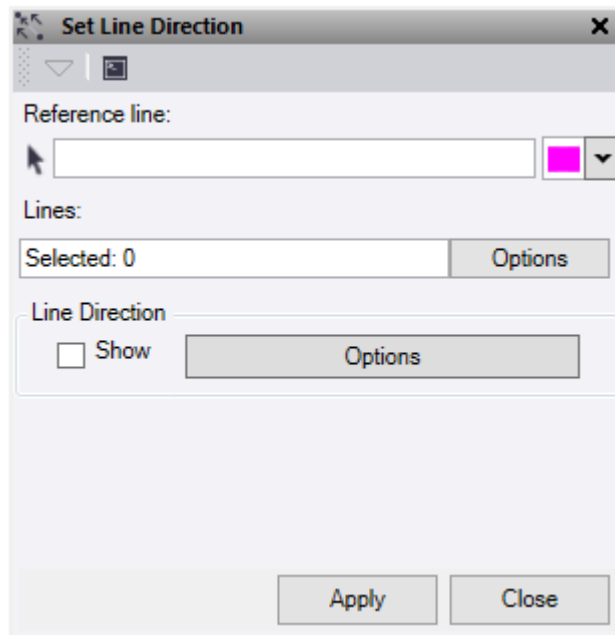 Set Line Direction
Reference line:
Lines:
Selected: 0 Options
Line Direction
Show Options
Apply Close